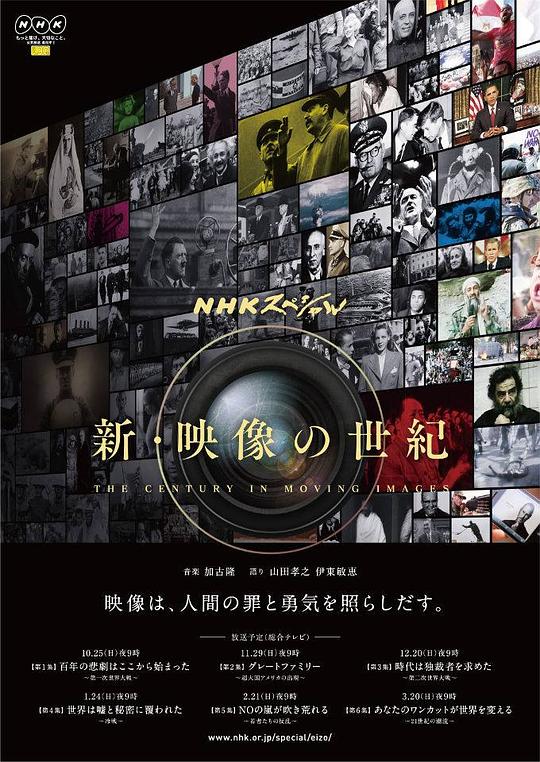 NHK
もっと届け、大切なこと。
NHKスペシャル
新・映像の世紀
THE CENTURY IN MOVING IMAGES
音楽 加古隆 語り 山田孝之 伊東敏恵
映像は、人間の罪と勇気を照らしだす。
放送予定(総合テレビ)
10.25(日)夜9時
【第1集】百年の悲劇はここから始まった
～第一次世界大戦～
11.29(日)夜9時
【第2集】グレートファミリー
～超大国アメリカの出現～
12.20(日)夜9時
【第3集】時代は独裁者を求めた
～第二次世界大戦～
1.24(日)夜9時
【第4集】世界は嘘と秘密に覆われた
～冷戦～
2.21(日)夜9時
【第5集】NOの嵐が吹き荒れる
～若者たちの反乱～
3.20(日)夜9時
【第6集】あなたのワンカットが世界を変える
～21世紀の潮流～
www.nhk.or.jp/special/eizo/